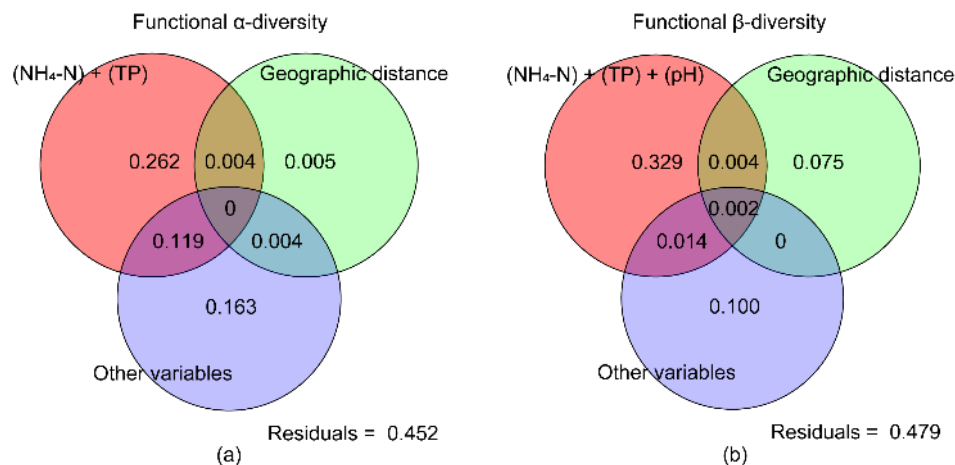 Functional α-diversity
(NH₄-N) + (TP)
Geographic distance
0.262
0.004
0.005
0
0.119
0.004
0.163
Other variables
Residuals = 0.452
(a)
Functional β-diversity
(NH₄-N) + (TP) + (pH)
Geographic distance
0.329
0.004
0.075
0.002
0.014
0
0.100
Other variables
Residuals = 0.479
(b)